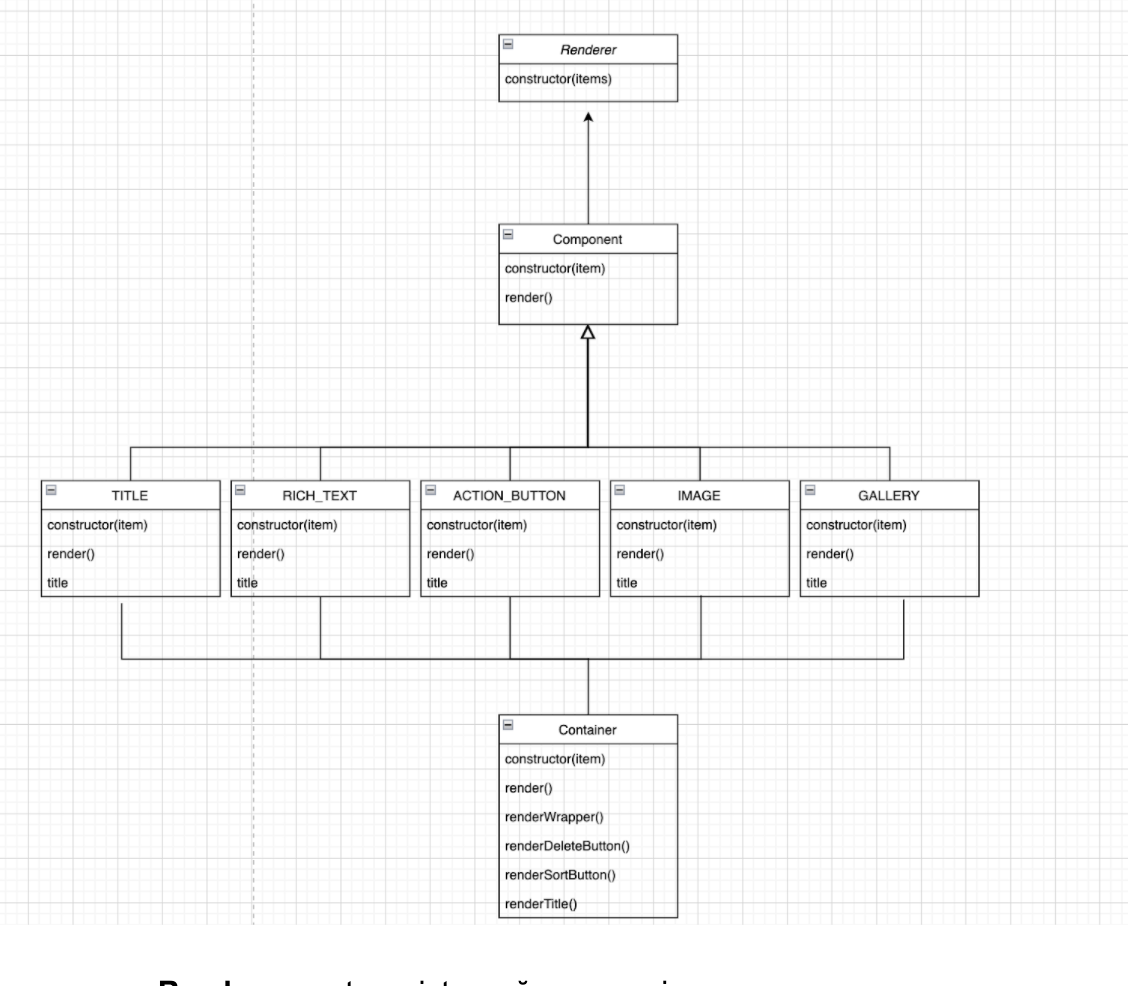 Renderer
constructor(items)
Component
constructor(item)
render()
TITLE
constructor(item)
render()
title
RICH_TEXT
constructor(item)
render()
title
ACTION_BUTTON
constructor(item)
render()
title
IMAGE
constructor(item)
render()
title
GALLERY
constructor(item)
render()
title
Container
constructor(item)
render()
renderWrapper()
renderDeleteButton()
renderSortButton()
renderTitle()